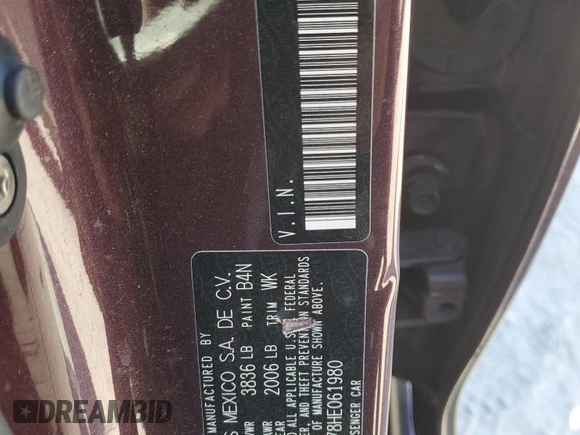 V.I.N.
MANUFACTURED BY
MEXICO S.A. DE C.V.
3836 LB PAINT B4N
2006 LB TRIM WK
ALL APPLICABLE U.S. FEDERAL
AND THEFT PREVENTION STANDARDS
OF MANUFACTURE SHOWN ABOVE.
78HE061980
CAR
DREAMBID